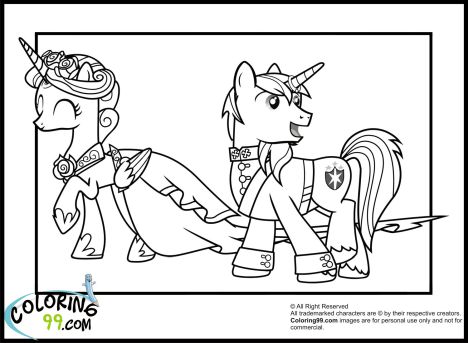 COLORING
99.COM
© All Right Reserved
All trademarked characters are © by their respective creators.
Coloring99.com images are for personal use only and not for
commercial.